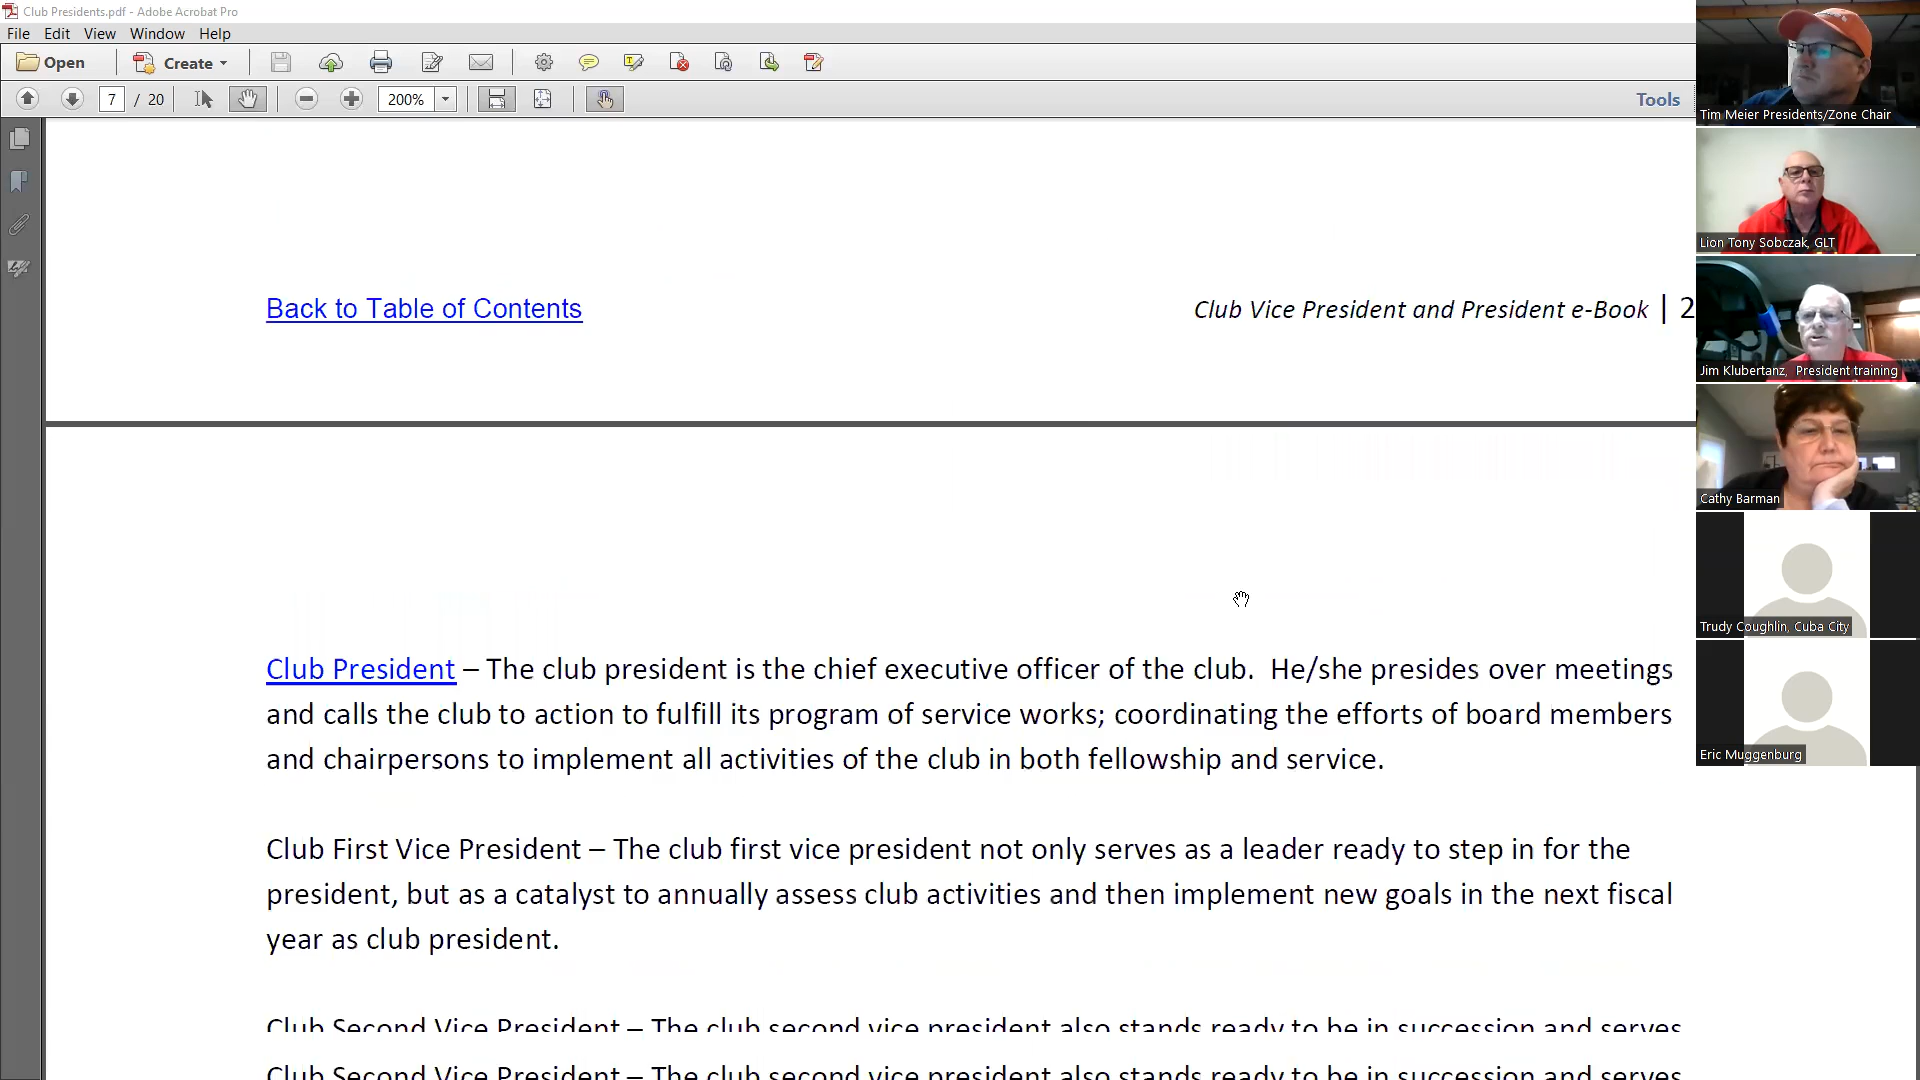 Club Presidents.pdf - Adobe Acrobat Pro
File Edit View Window Help
Open Create
7 / 20 200% Tools
Back to Table of Contents Club Vice President and President e-Book | 2
Club President – The club president is the chief executive officer of the club. He/she presides over meetings
and calls the club to action to fulfill its program of service works; coordinating the efforts of board members
and chairpersons to implement all activities of the club in both fellowship and service.
Club First Vice President – The club first vice president not only serves as a leader ready to step in for the
president, but as a catalyst to annually assess club activities and then implement new goals in the next fiscal
year as club president.
Club Second Vice President – The club second vice president also stands ready to be in succession and serves
Club Second Vice President – The club second vice president also stands ready to be in succession and serves
Tim Meier Presidents/Zone Chair
Lion Tony Sobczak, GLT
Jim Klubertanz, President training
Cathy Barman
Trudy Coughlin, Cuba City
Eric Muggenburg